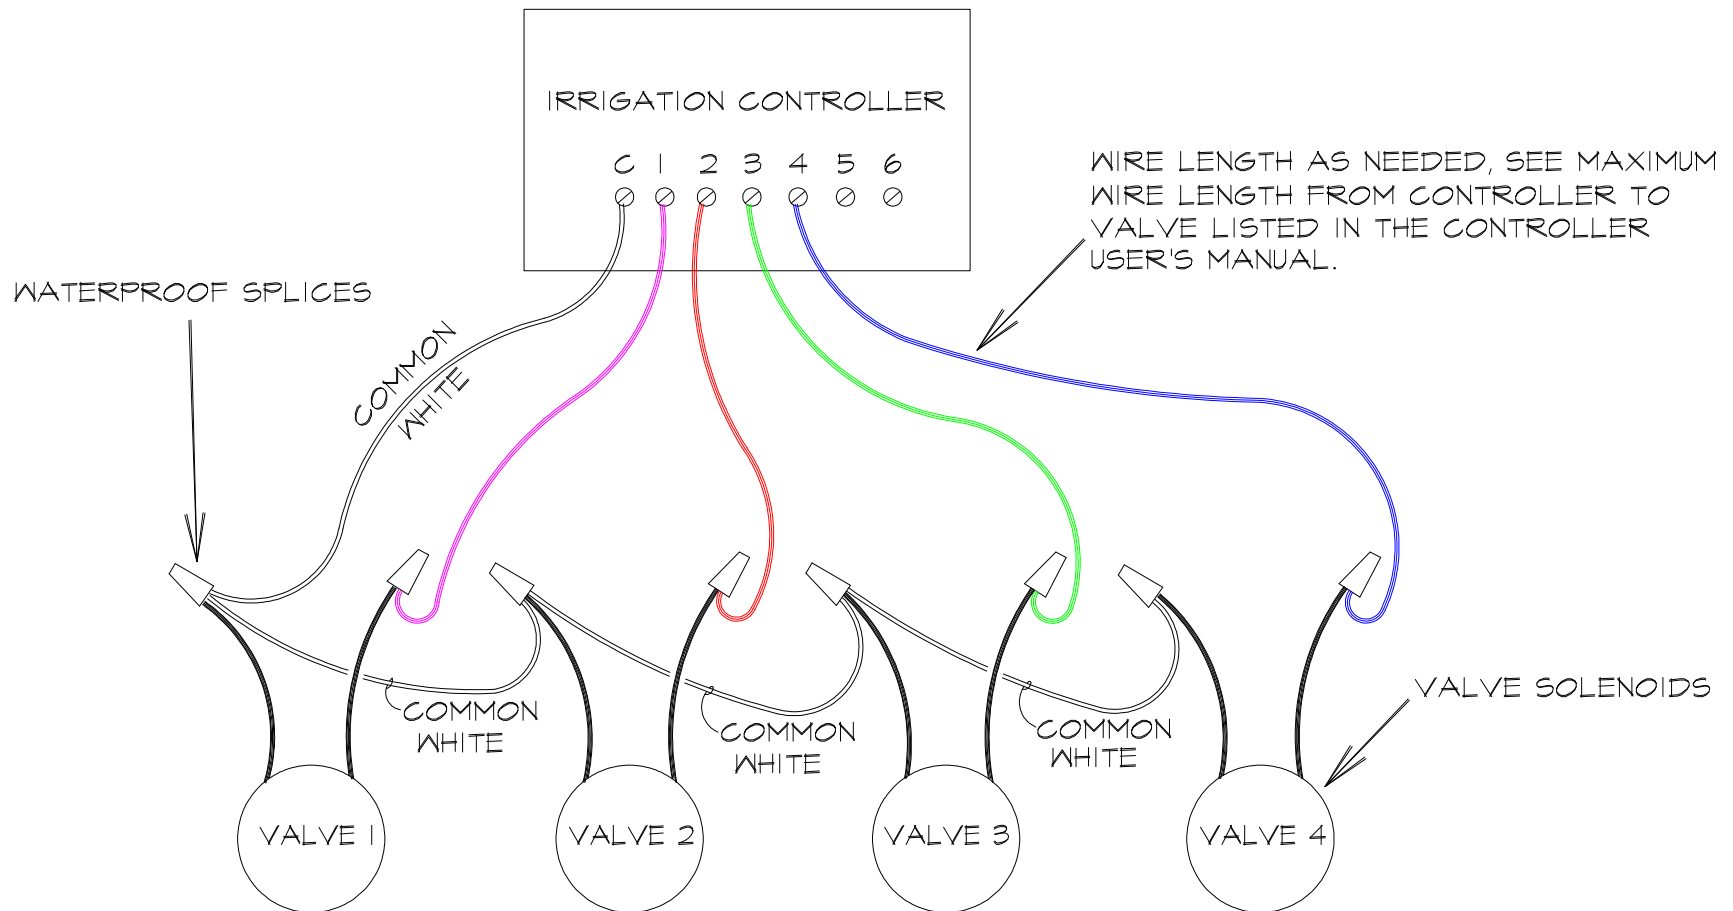 IRRIGATION CONTROLLER
C 1 2 3 4 5 6
WIRE LENGTH AS NEEDED, SEE MAXIMUM
WIRE LENGTH FROM CONTROLLER TO
VALVE LISTED IN THE CONTROLLER
USER'S MANUAL.
WATERPROOF SPLICES
COMMON
WHITE
VALVE SOLENOIDS
COMMON
WHITE
COMMON
WHITE
COMMON
WHITE
VALVE 1
VALVE 2
VALVE 3
VALVE 4